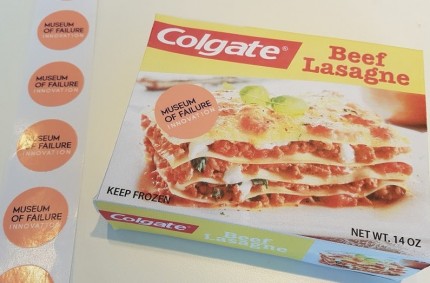 MUSEUM
OF FAILURE
INNOVATION
MUSEUM
OF FAILURE
INNOVATION
MUSEUM
OF FAILURE
INNOVATION
MUSEUM
OF FAILURE
INNOVATION
Colgate®
Beef
Lasagne
MUSEUM
OF FAILURE
INNOVATION
KEEP FROZEN
NET WT. 14 OZ
Colgate®
Beef
Lasagne